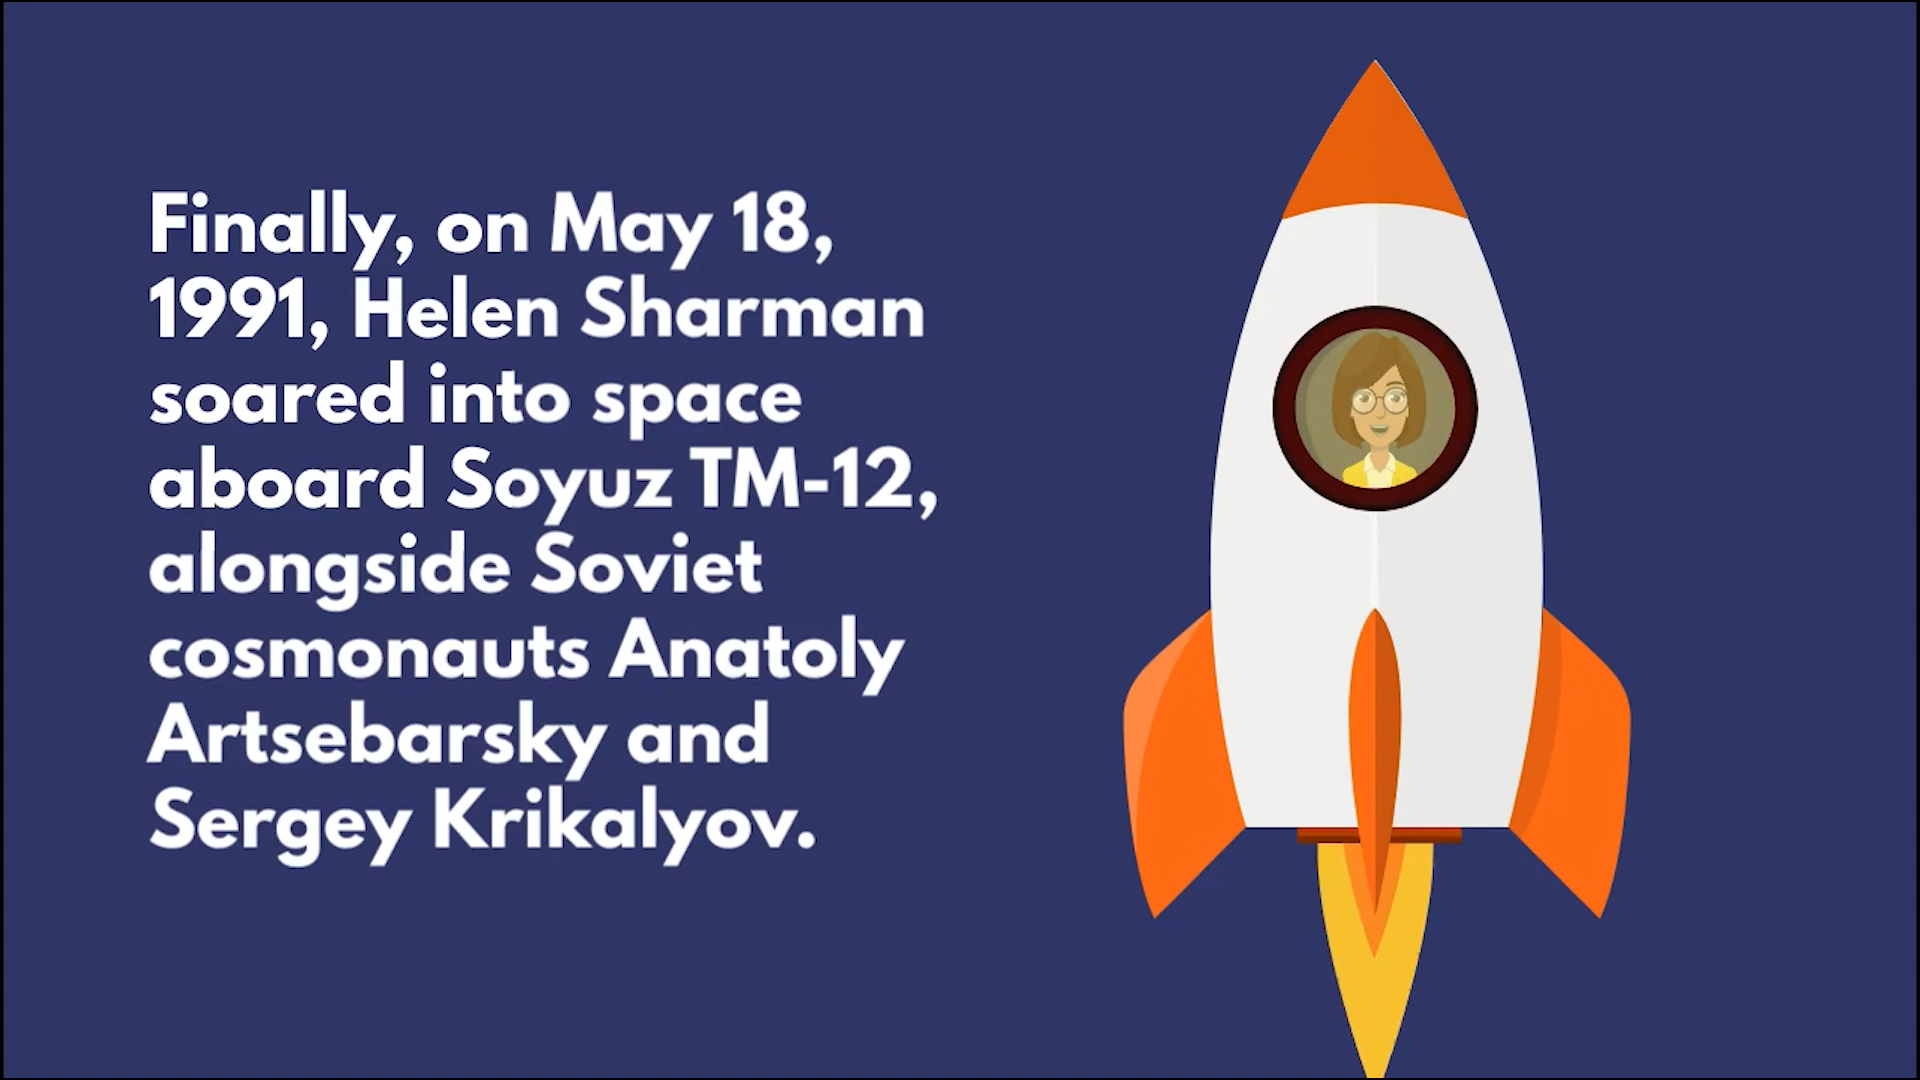 Finally, on May 18,
1991, Helen Sharman
soared into space
aboard Soyuz TM-12,
alongside Soviet
cosmonauts Anatoly
Artsebarsky and
Sergey Krikalyov.